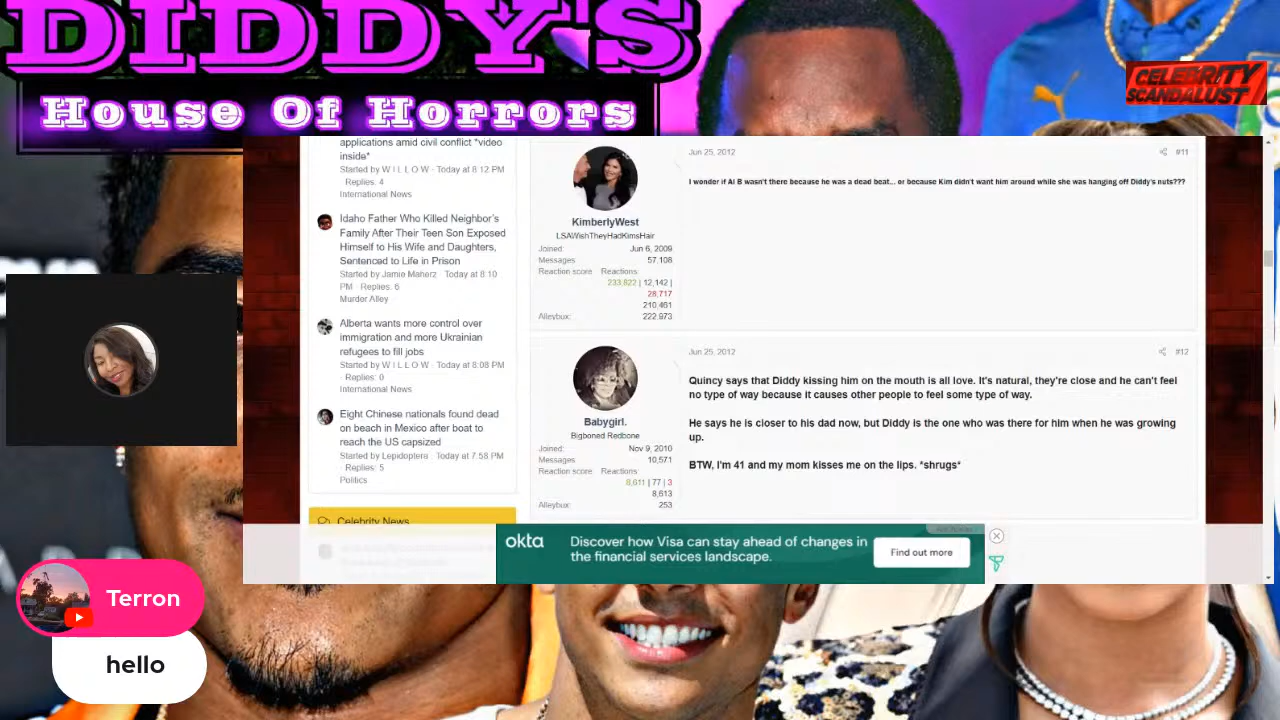 DIDDY'S
House Of Horrors
CELEBRITY
SCANDALUST
applications amid civil conflict *video
inside*
Started by W I L L O W · Today at 8:12 PM
· Replies: 4
International News
Idaho Father Who Killed Neighbor's
Family After Their Teen Son Exposed
Himself to His Wife and Daughters,
Sentenced to Life in Prison
Started by Jamie Maherz · Today at 8:10
PM · Replies: 6
Murder Alley
Alberta wants more control over
immigration and more Ukrainian
refugees to fill jobs
Started by W I L L O W · Today at 8:08 PM
· Replies: 0
International News
Eight Chinese nationals found dead
on beach in Mexico after boat to
reach the US capsized
Started by Lepidoptere · Today at 7:58 PM
· Replies: 5
Politics
Celebrity News
Jun 25, 2012
#11
KimberlyWest
LSAWishTheyHadKimsHair
Joined: Jun 6, 2009
Messages 57,108
Reaction score Reactions:
233,822 | 12,142 |
28,717
210,461
Alleybux: 222,973
I wonder if Al B wasn't there because he was a dead beat... or because Kim didn't want him around while she was hanging off Diddy's nuts???
Jun 25, 2012
#12
Babygirl.
Bigboned Redbone
Joined: Nov 9, 2010
Messages 10,571
Reaction score Reactions:
8,611 | 77 | 3
8,613
Alleybux: 253
Quincy says that Diddy kissing him on the mouth is all love. It's natural, they're close and he can't feel
no type of way because it causes other people to feel some type of way.
He says he is closer to his dad now, but Diddy is the one who was there for him when he was growing
up.
BTW, I'm 41 and my mom kisses me on the lips. *shrugs*
okta
Discover how Visa can stay ahead of changes in
the financial services landscape.
Find out more
Terron
hello